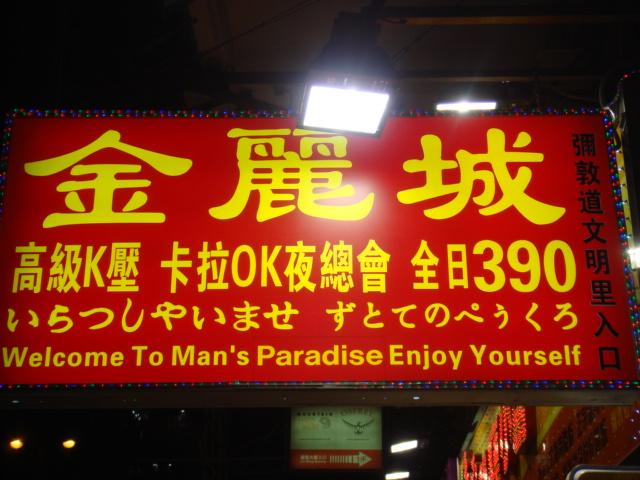 金麗城
高級K壓 卡拉OK夜總會 全日390
いらつしやいませ ずとてのぺぅくろ
Welcome To Man's Paradise Enjoy Yourself
彌敦道文明里入口
OSPREY